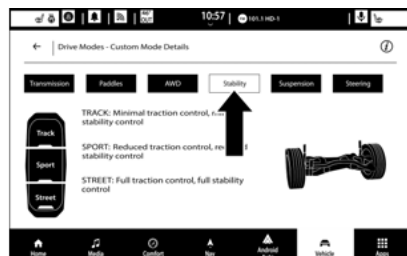 86°
OUT
10:57
101.1 HD-1
Drive Modes - Custom Mode Details
Transmission
Paddles
AWD
Stability
Suspension
Steering
Track
Sport
Street
TRACK: Minimal traction control,
stability control
SPORT: Reduced traction control,
stability control
STREET: Full traction control, full stability
control
Home
Media
Comfort
Nav
Android
Vehicle
Apps